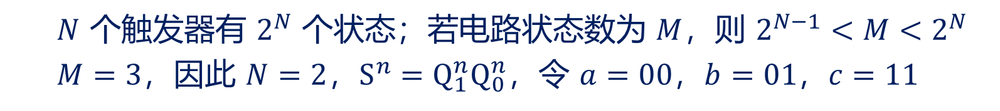 N 个触发器有 2^N 个状态；若电路状态数为 M，则 2^{N−1} < M < 2^N
M = 3，因此 N = 2，S^n = Q_1^n Q_0^n，令 a = 00，b = 01，c = 11